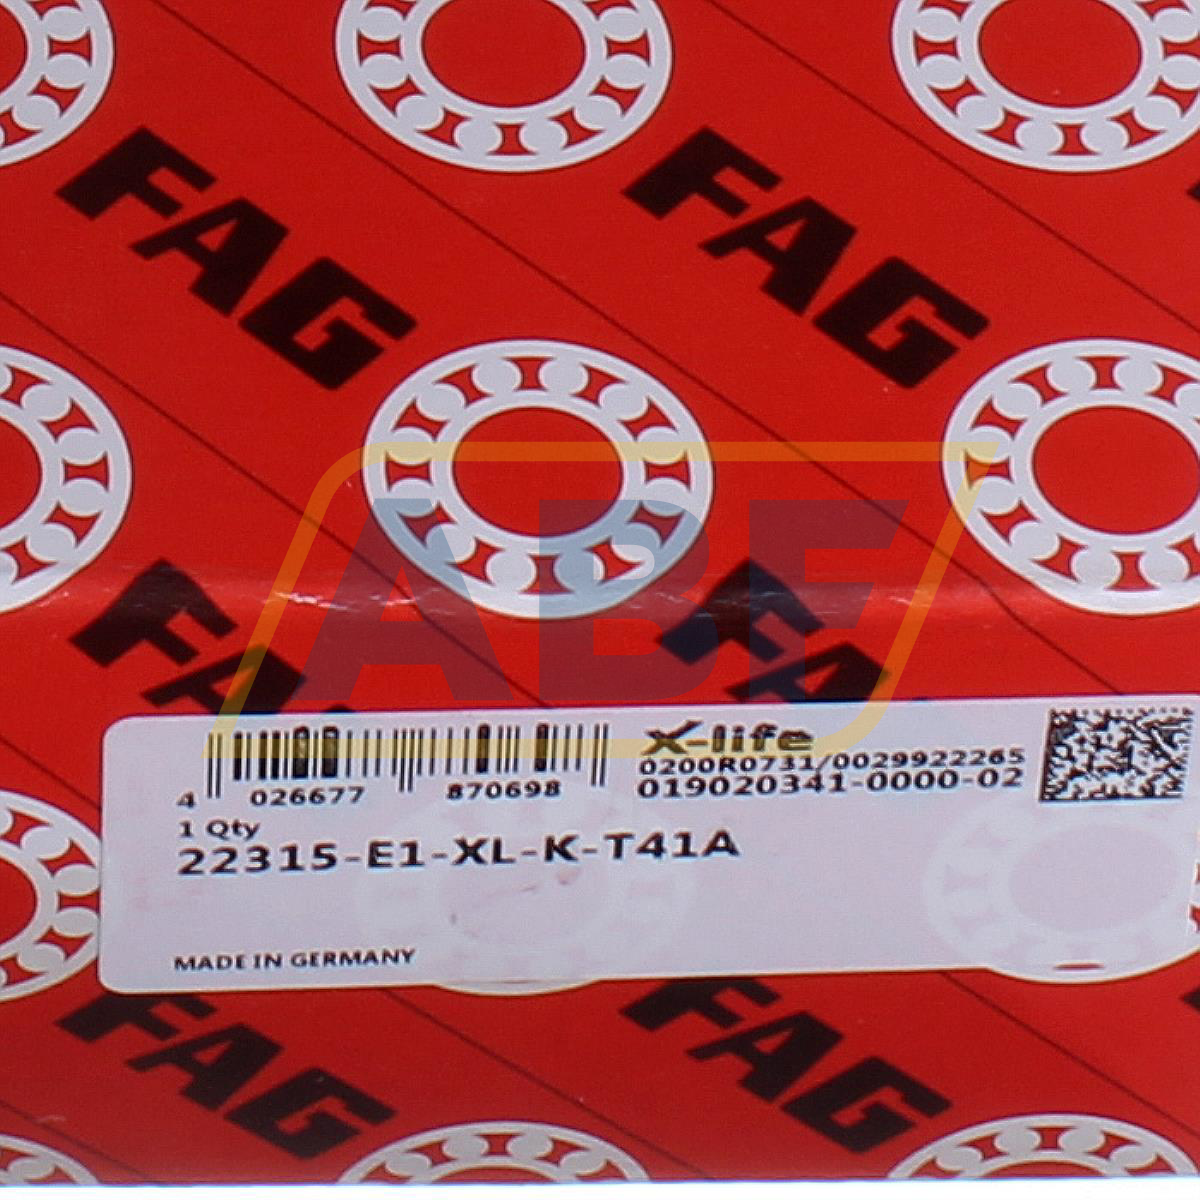 FAG FAG
ABF
FAG FAG
X-life
0200R0731/0029922265
019020341-0000-02
4 026677 870698
1 Qty
22315-E1-XL-K-T41A
MADE IN GERMANY
FAG FAG